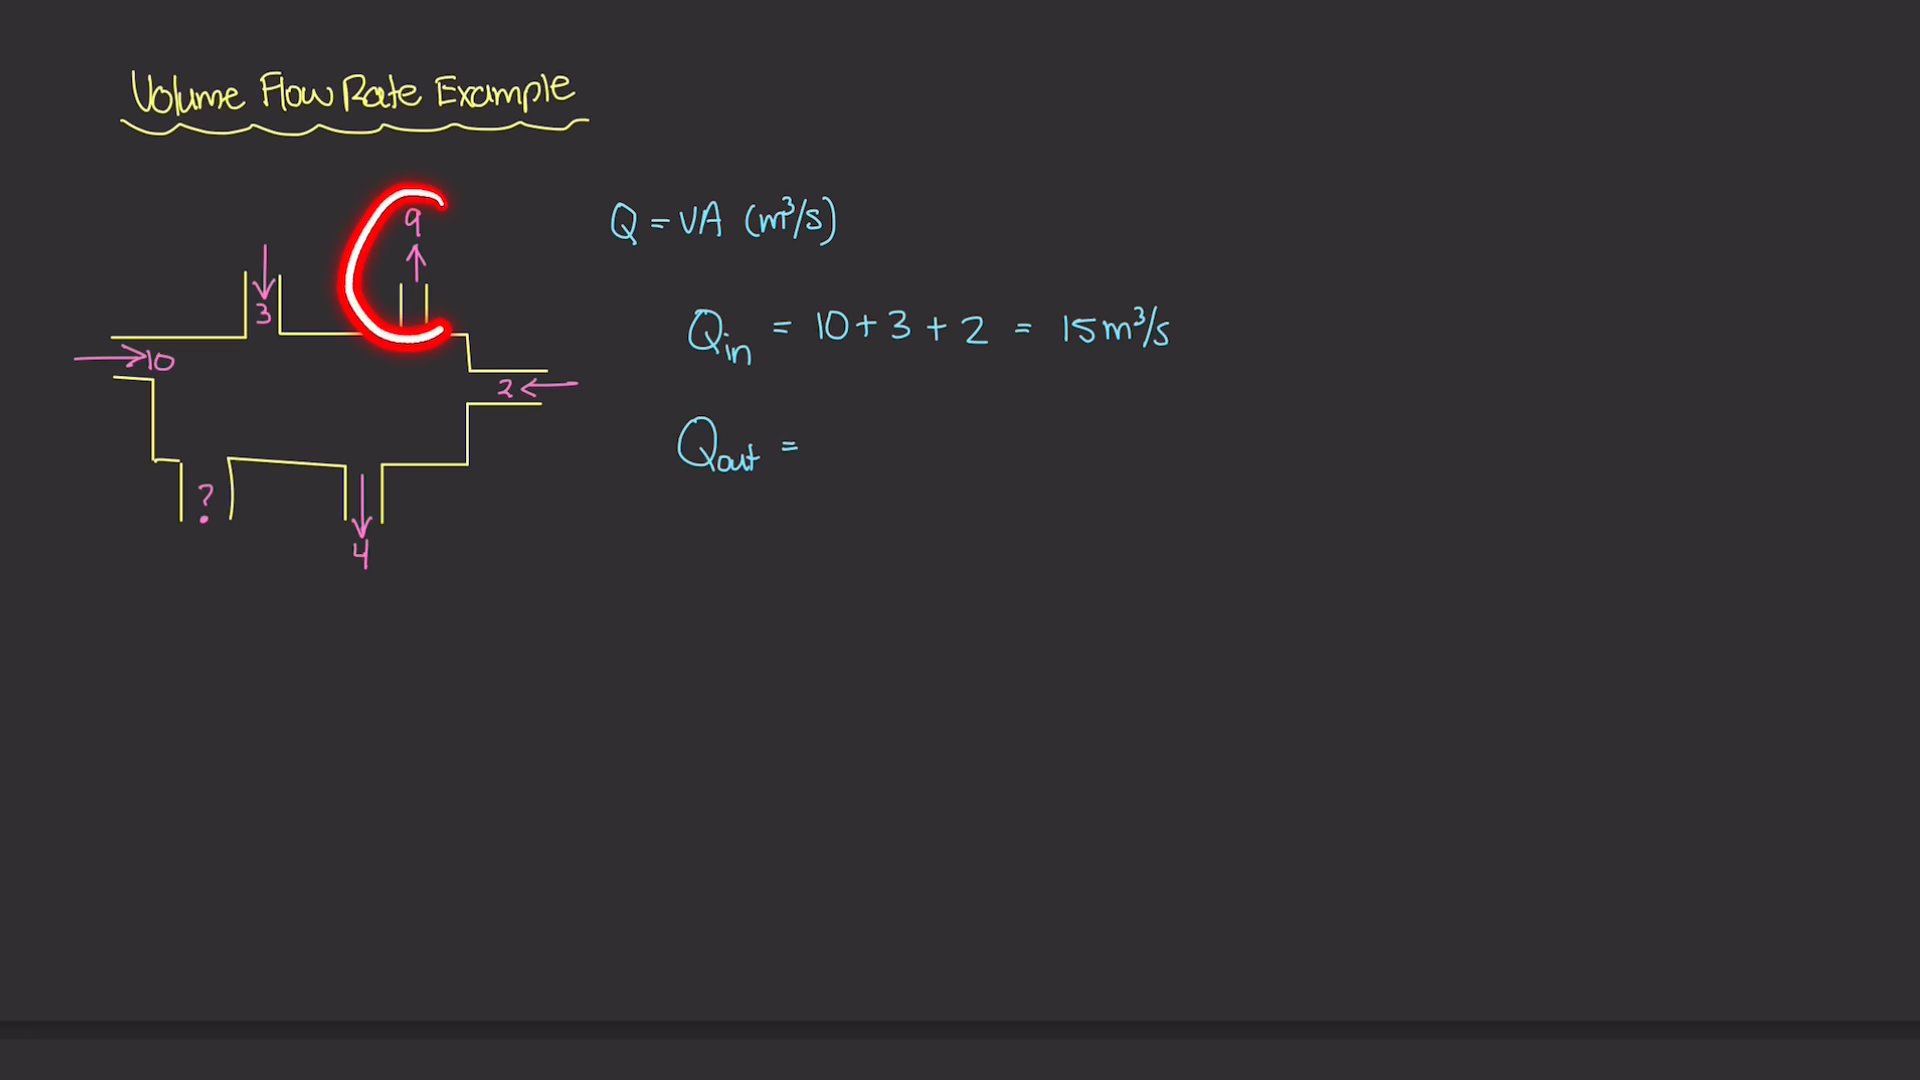 Volume Flow Rate Example
9
Q = VA (m³/s)
3
Qin = 10 + 3 + 2 = 15 m³/s
10
2
Qout =
?
4